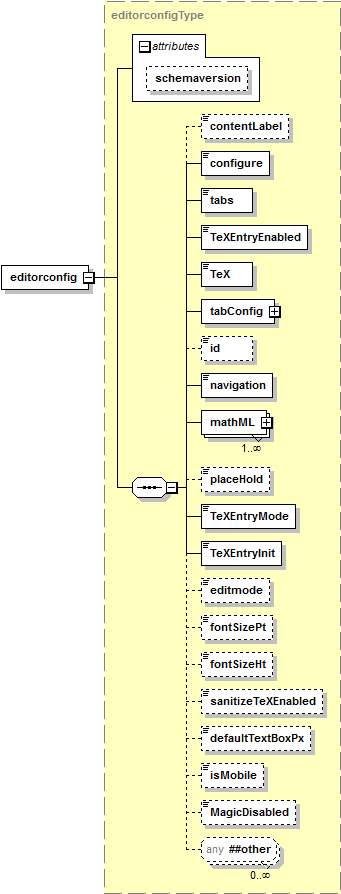 editorconfigType
attributes
schemaversion
contentLabel
configure
tabs
TeXEntryEnabled
TeX
editorconfig
tabConfig
id
navigation
mathML
1..∞
placeHold
TeXEntryMode
TeXEntryInit
editmode
fontSizePt
fontSizeHt
sanitizeTeXEnabled
defaultTextBoxPx
isMobile
MagicDisabled
any ##other
0..∞